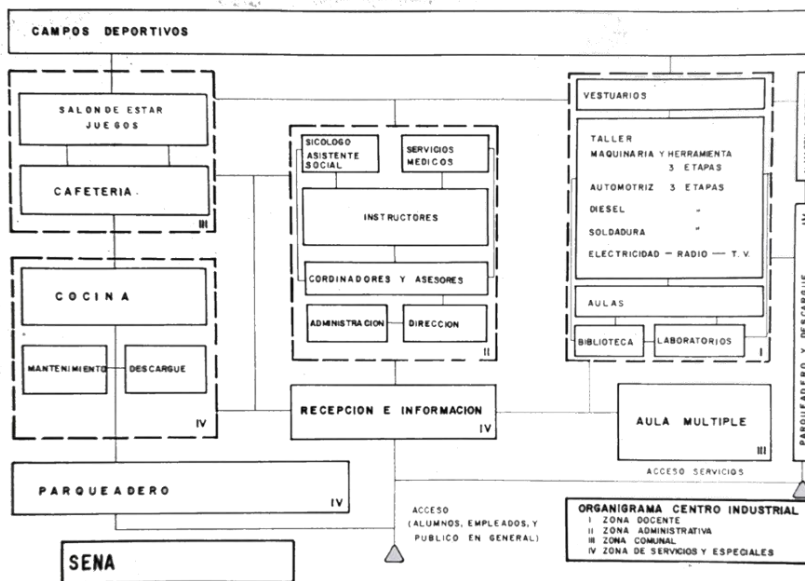 CAMPOS DEPORTIVOS
SALON DE ESTAR
JUEGOS
CAFETERIA.
III
COCINA
MANTENIMIENTO
DESCARGUE
IV
PARQUEADERO
IV
SENA
SICOLOGO
ASISTENTE
SOCIAL
SERVICIOS
MEDICOS
INSTRUCTORES
CORDINADORES Y ASESORES
ADMINISTRACION
DIRECCION
II
RECEPCION E INFORMACION
IV
ACCESO
(ALUMNOS, EMPLEADOS, Y
PUBLICO EN GENERAL)
VESTUARIOS
TALLER
MAQUINARIA Y HERRAMIENTA
3 ETAPAS
AUTOMOTRIZ 3 ETAPAS
DIESEL "
SOLDADURA "
ELECTRICIDAD — RADIO — T.V.
AULAS
BIBLIOTECA
LABORATORIOS
I
AULA MULTIPLE
III
PARQUEADERO Y DESCARGUE
IV
ACCESO SERVICIOS
ORGANIGRAMA CENTRO INDUSTRIAL
I ZONA DOCENTE
II ZONA ADMINISTRATIVA
III ZONA COMUNAL
IV ZONA DE SERVICIOS Y ESPECIALES